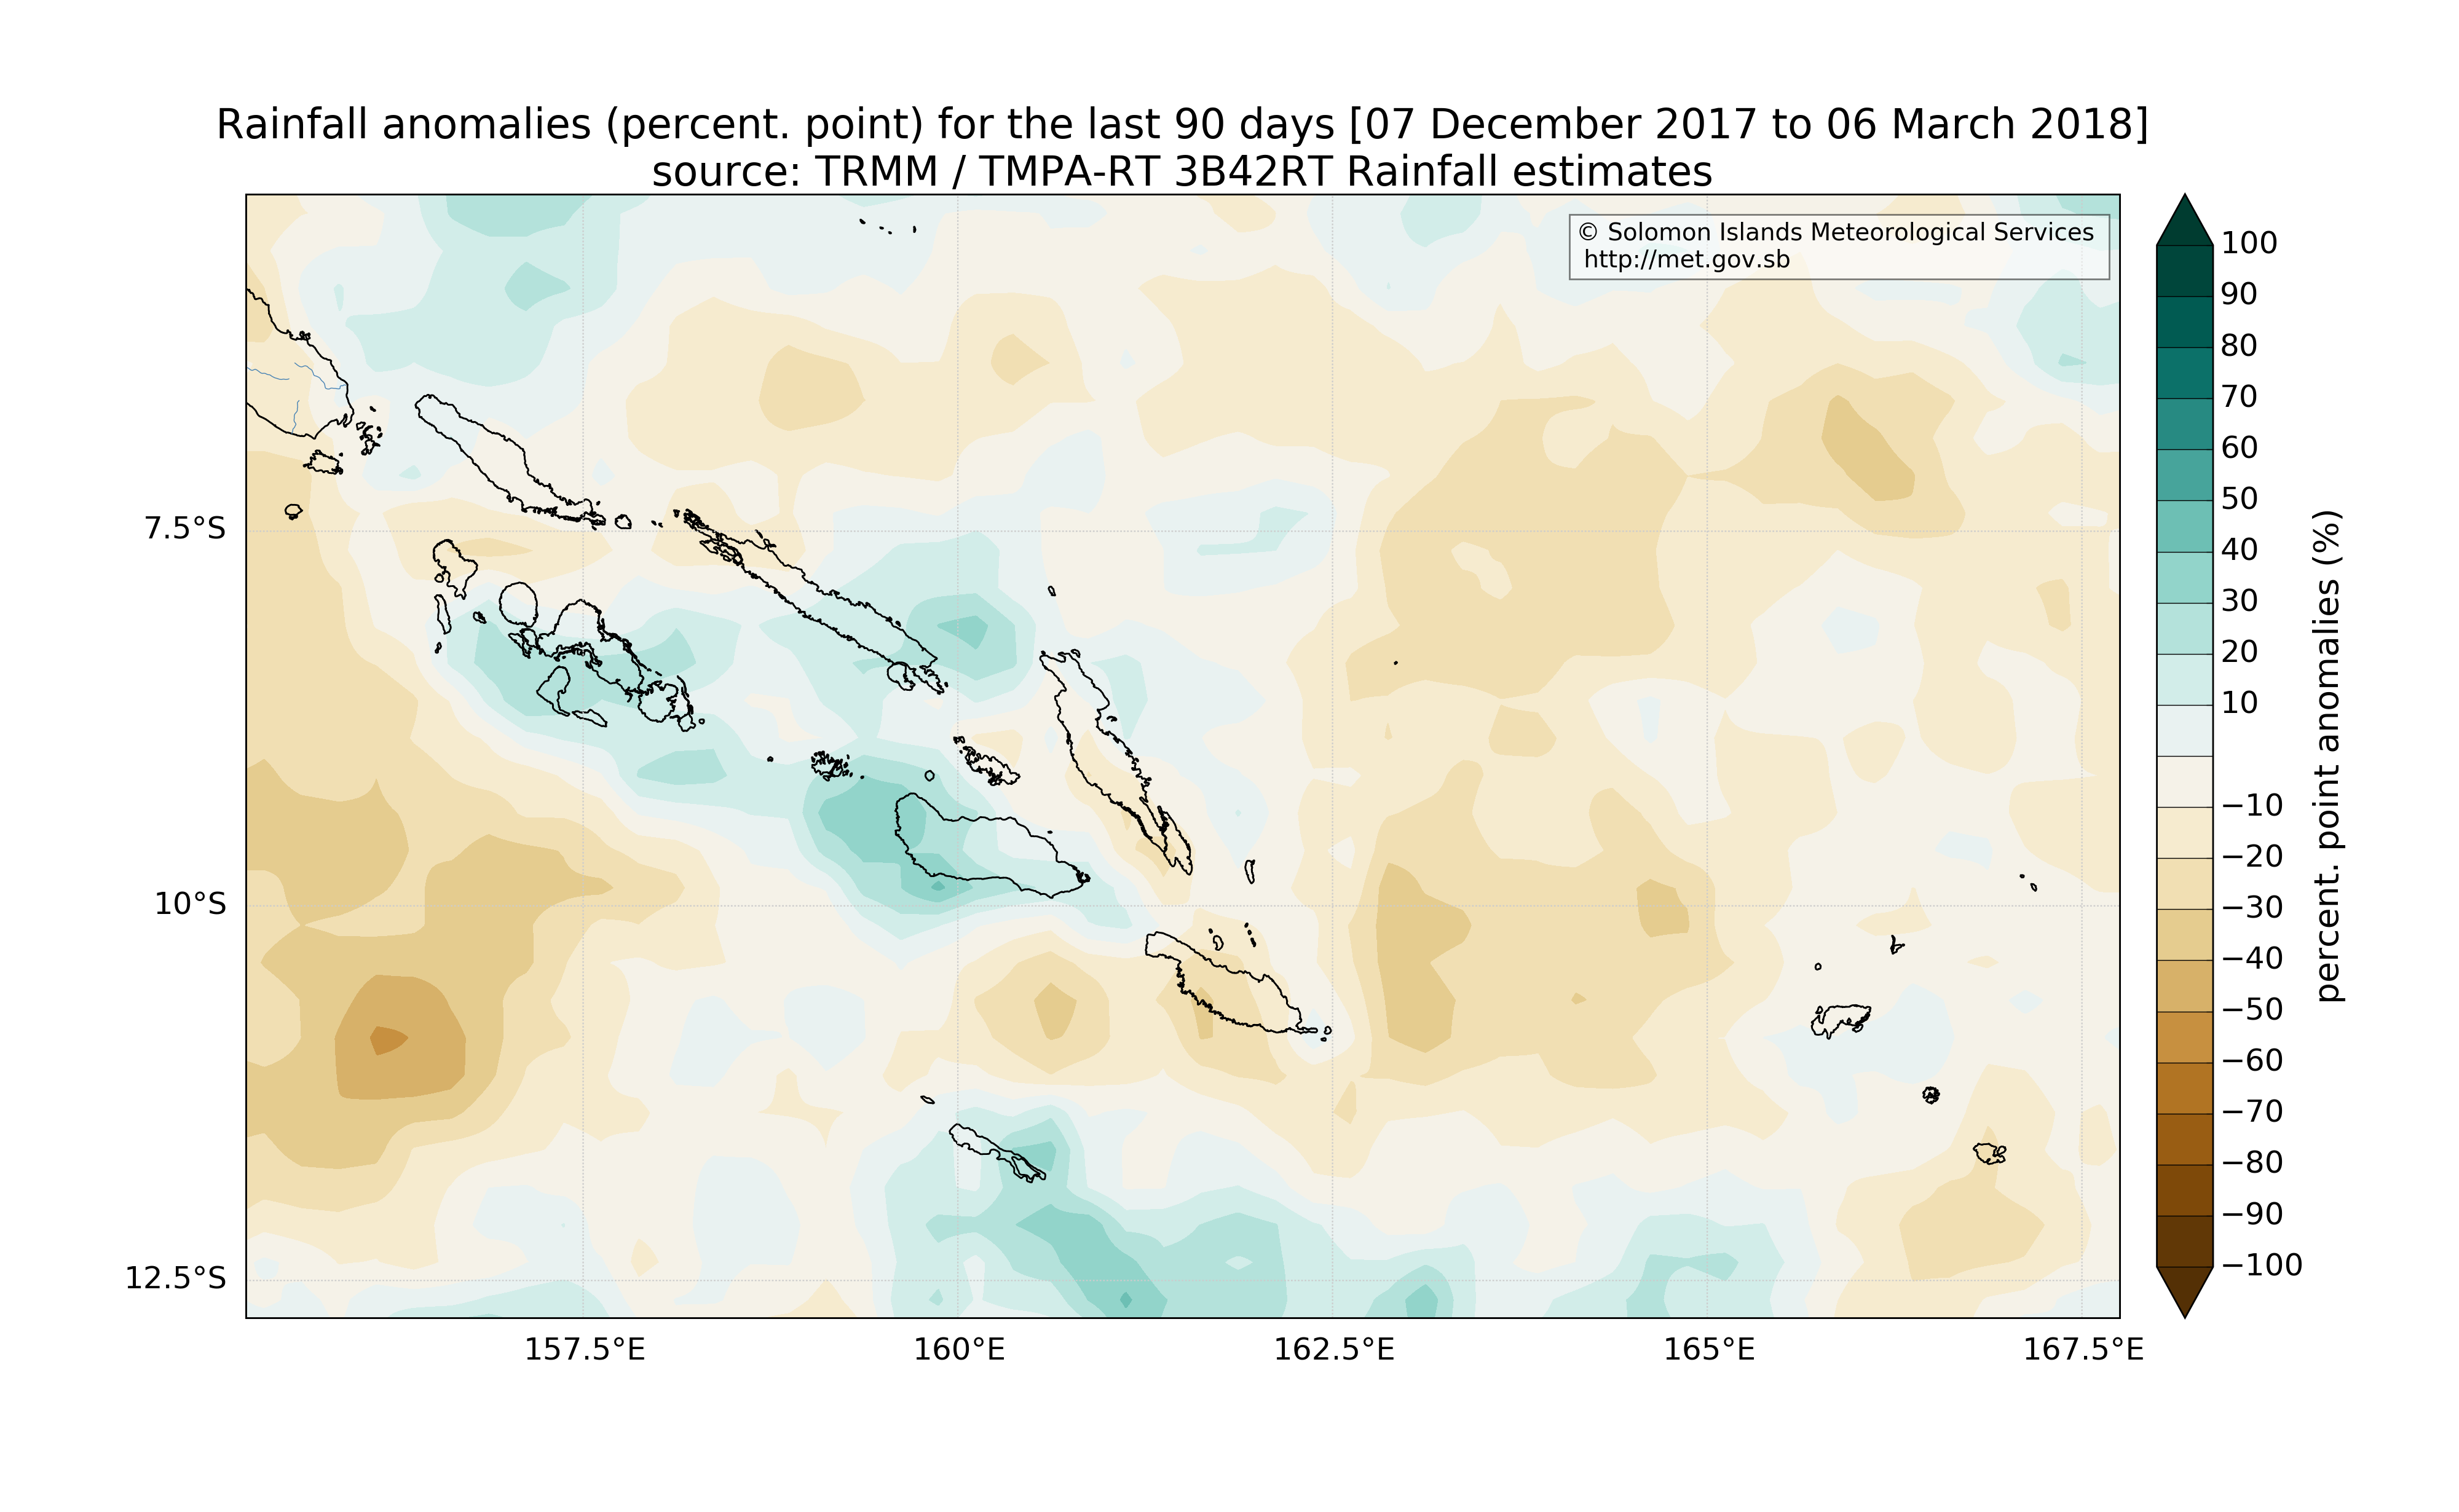 Rainfall anomalies (percent. point) for the last 90 days [07 December 2017 to 06 March 2018]
source: TRMM / TMPA-RT 3B42RT Rainfall estimates
© Solomon Islands Meteorological Services
http://met.gov.sb
7.5°S
10°S
12.5°S
157.5°E
160°E
162.5°E
165°E
167.5°E
100
90
80
70
60
50
40
30
20
10
−10
−20
−30
−40
−50
−60
−70
−80
−90
−100
percent. point anomalies (%)